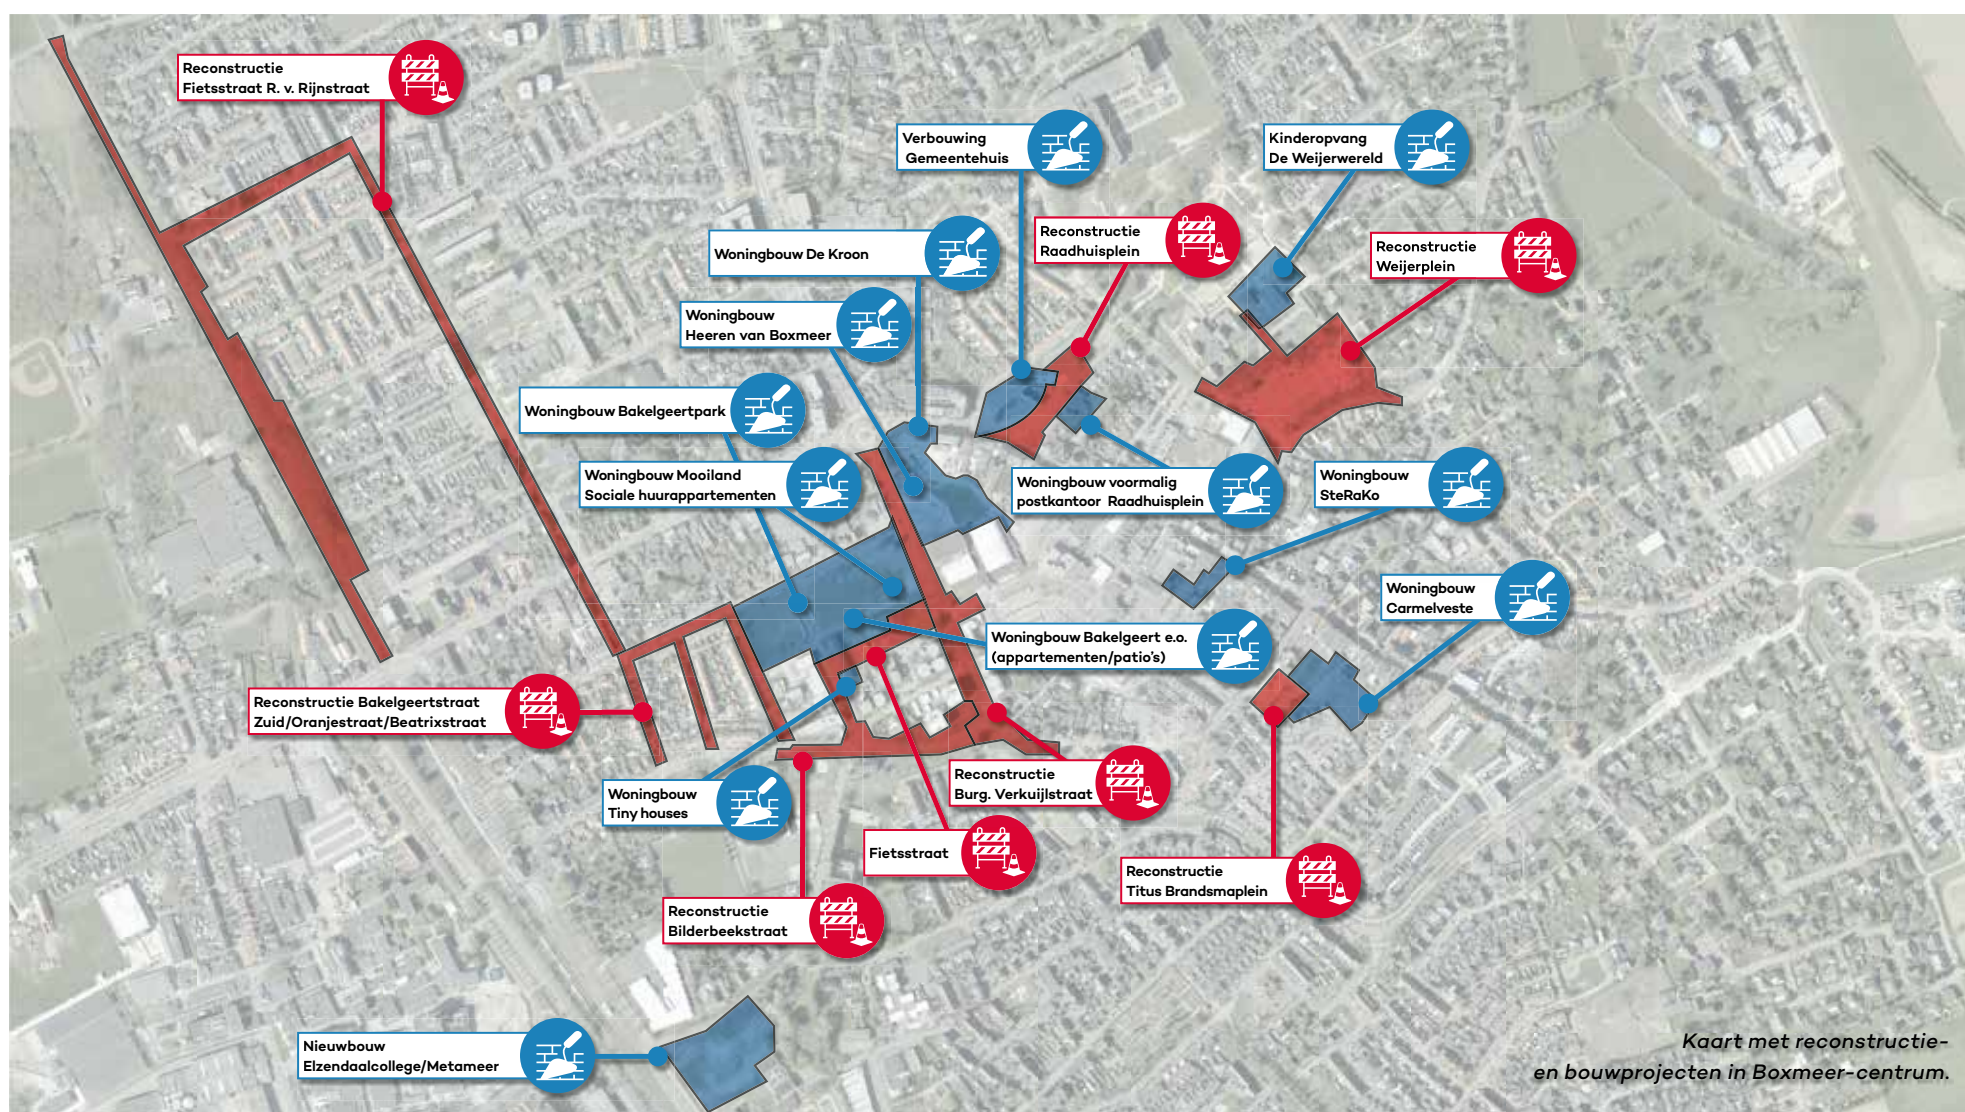 Reconstructie
Fietsstraat R. v. Rijnstraat
Verbouwing
Gemeentehuis
Kinderopvang
De Weijerwereld
Reconstructie
Raadhuisplein
Reconstructie
Weijerplein
Woningbouw De Kroon
Woningbouw
Heeren van Boxmeer
Woningbouw Bakelgeertpark
Woningbouw Mooiland
Sociale huurappartementen
Woningbouw voormalig
postkantoor Raadhuisplein
Woningbouw
SteRaKo
Woningbouw
Carmelveste
Woningbouw Bakelgeert e.o.
(appartementen/patio's)
Reconstructie Bakelgeertstraat
Zuid/Oranjestraat/Beatrixstraat
Woningbouw
Tiny houses
Reconstructie
Burg. Verkuijlstraat
Fietsstraat
Reconstructie
Titus Brandsmaplein
Reconstructie
Bilderbeekstraat
Nieuwbouw
Elzendaalcollege/Metameer
Kaart met reconstructie-
en bouwprojecten in Boxmeer-centrum.